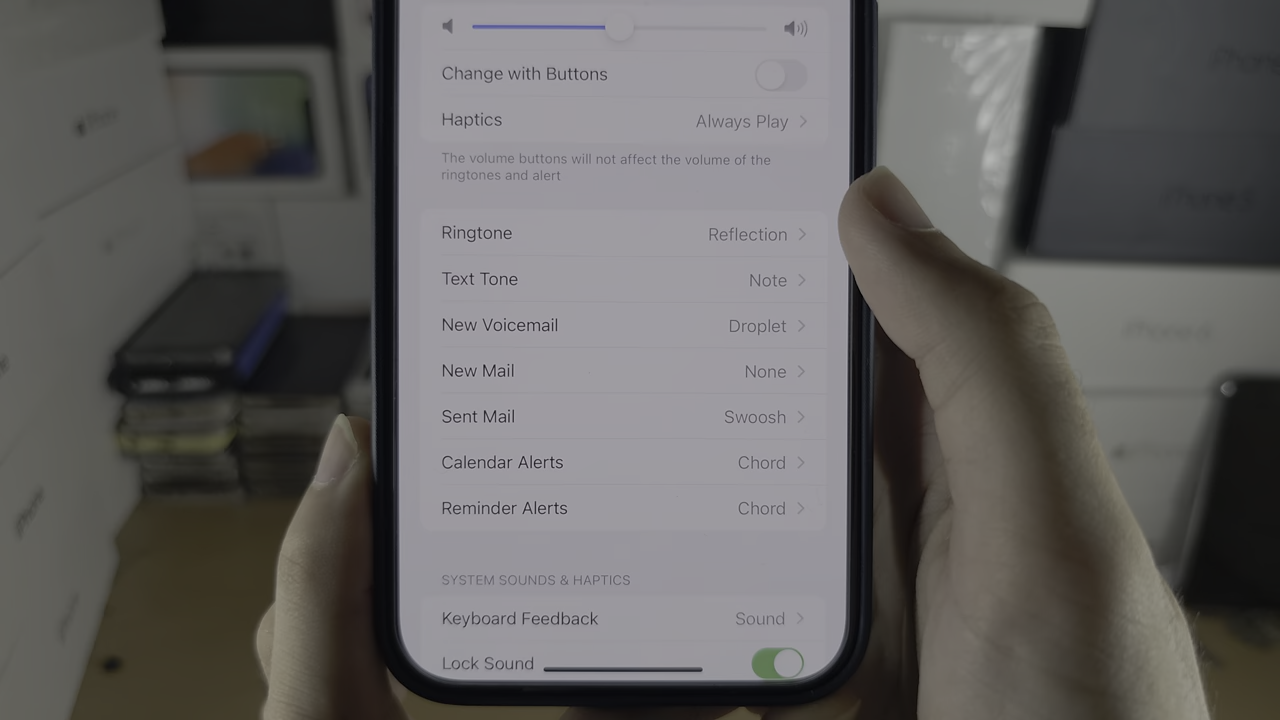 Change with Buttons
Haptics Always Play
The volume buttons will not affect the volume of the
ringtones and alert
Ringtone Reflection
Text Tone Note
New Voicemail Droplet
New Mail None
Sent Mail Swoosh
Calendar Alerts Chord
Reminder Alerts Chord
SYSTEM SOUNDS & HAPTICS
Keyboard Feedback Sound
Lock Sound